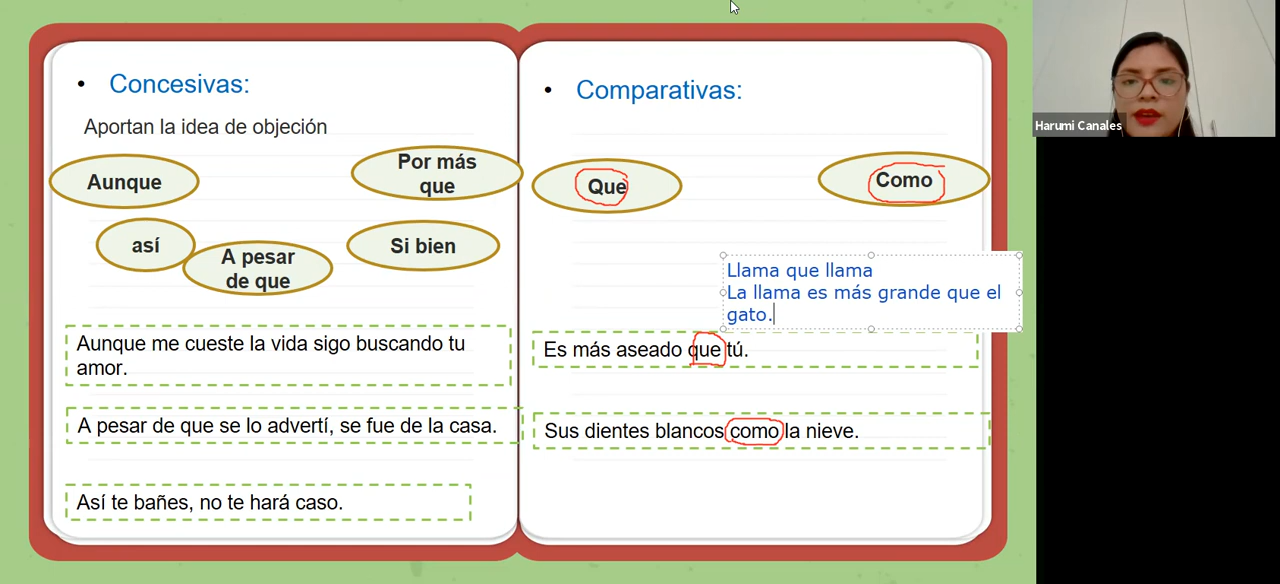 • Concesivas:
Aportan la idea de objeción
Aunque
Por más
que
así
A pesar
de que
Si bien
Aunque me cueste la vida sigo buscando tu
amor.
A pesar de que se lo advertí, se fue de la casa.
Así te bañes, no te hará caso.
• Comparativas:
Que
Como
Llama que llama
La llama es más grande que el
gato.
Es más aseado que tú.
Sus dientes blancos como la nieve.
Harumi Canales